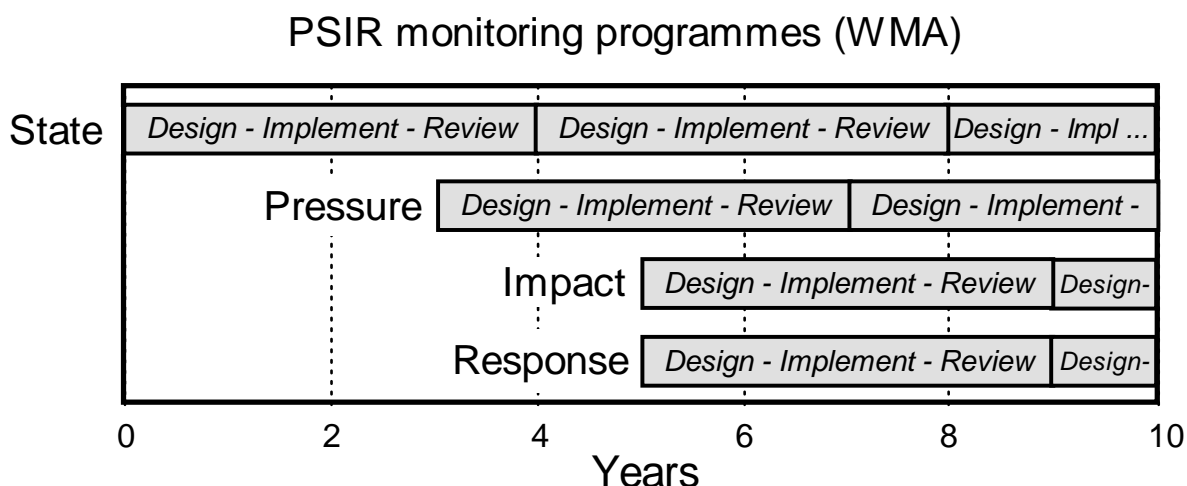 PSIR monitoring programmes (WMA)
State Design - Implement - Review Design - Implement - Review Design - Impl ...
Pressure Design - Implement - Review Design - Implement -
Impact Design - Implement - Review Design-
Response Design - Implement - Review Design-
0 2 4 6 8 10
Years